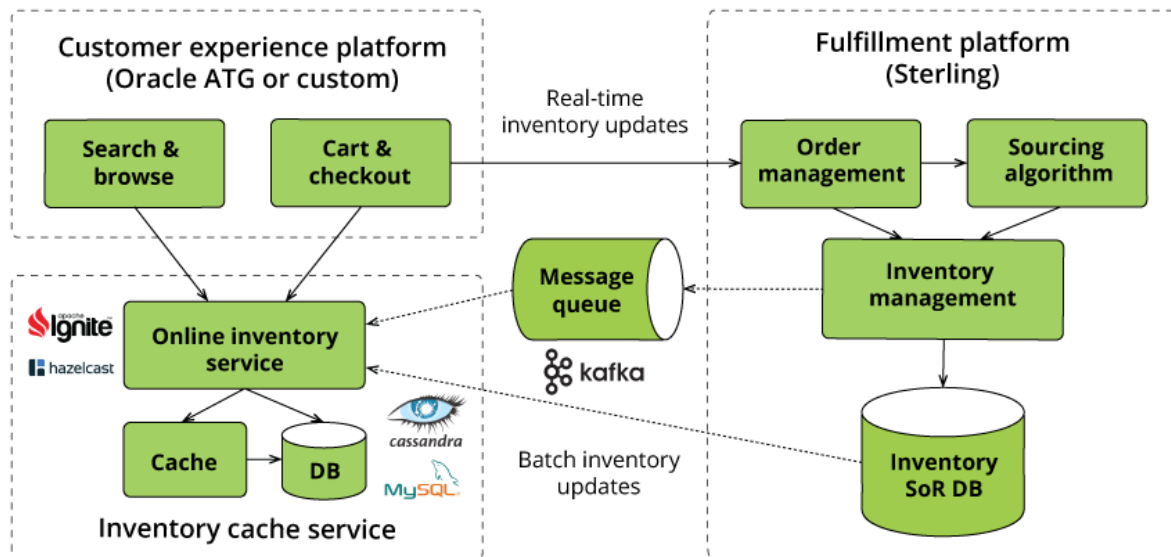 Customer experience platform
(Oracle ATG or custom)
Search &
browse
Cart &
checkout
Real-time
inventory updates
Fulfillment platform
(Sterling)
Order
management
Sourcing
algorithm
Inventory
management
Message
queue
kafka
apache
Ignite
hazelcast
Online inventory
service
Cache
DB
cassandra
MySQL
Inventory cache service
Batch inventory
updates
Inventory
SoR DB